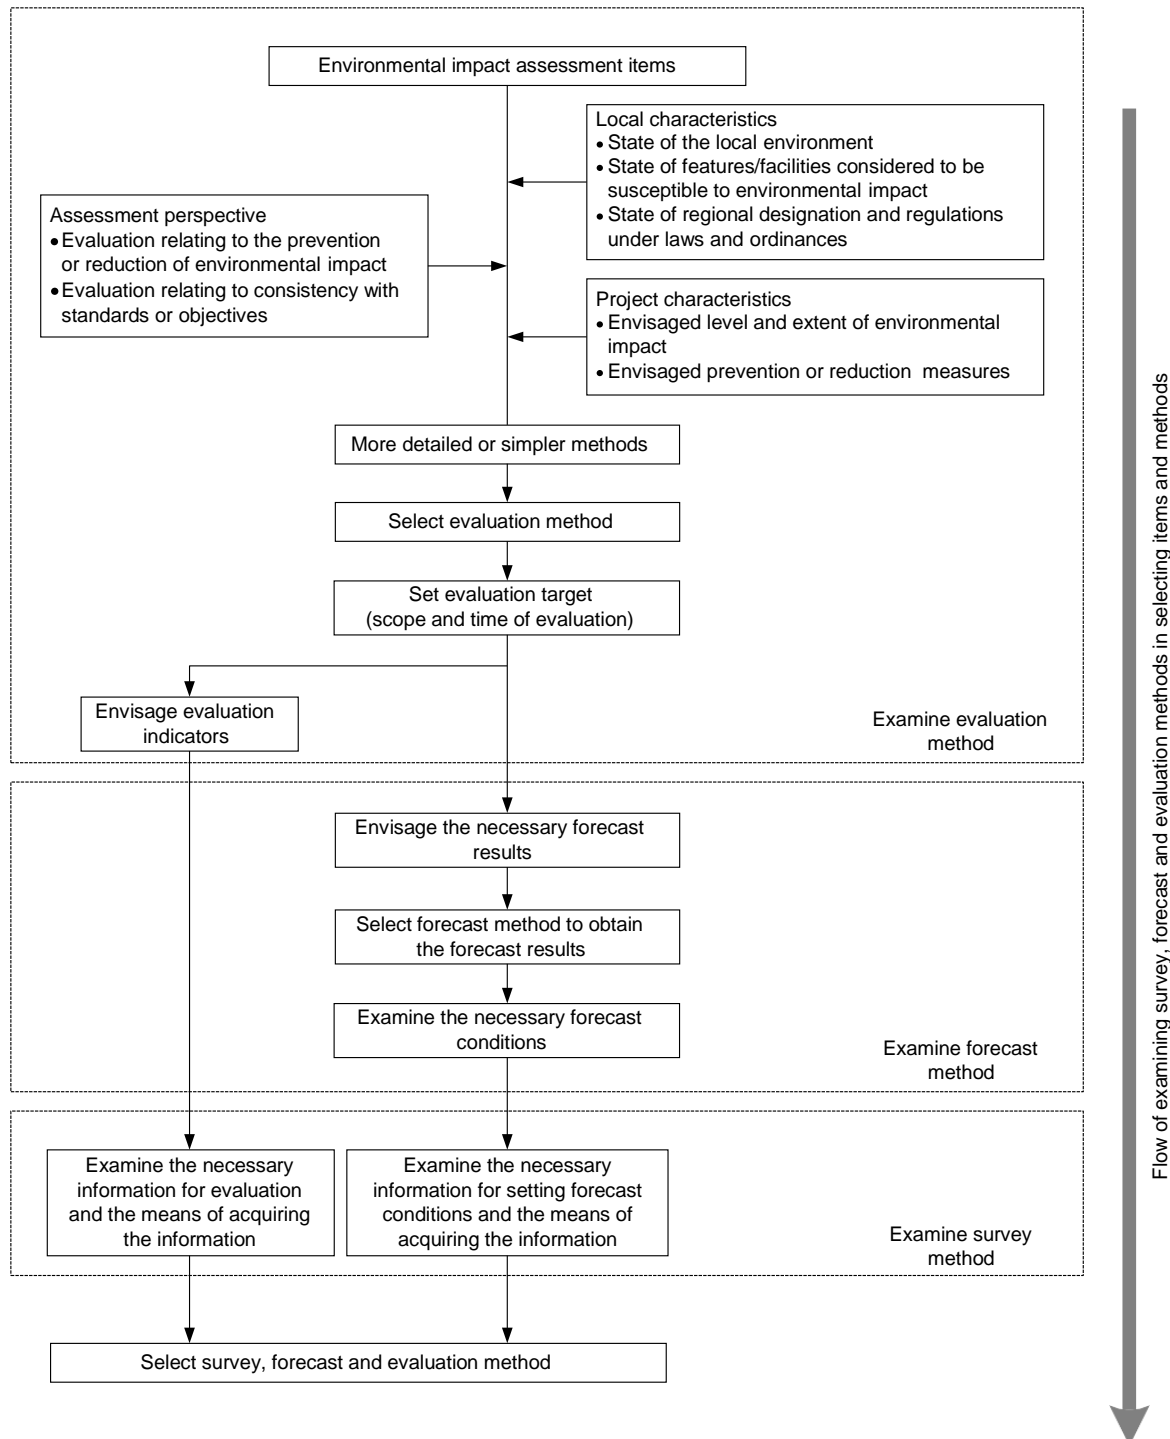 Environmental impact assessment items
Local characteristics
• State of the local environment
• State of features/facilities considered to be
susceptible to environmental impact
• State of regional designation and regulations
under laws and ordinances
Assessment perspective
• Evaluation relating to the prevention
or reduction of environmental impact
• Evaluation relating to consistency with
standards or objectives
Project characteristics
• Envisaged level and extent of environmental
impact
• Envisaged prevention or reduction measures
More detailed or simpler methods
Select evaluation method
Set evaluation target
(scope and time of evaluation)
Envisage evaluation
indicators
Examine evaluation
method
Envisage the necessary forecast
results
Select forecast method to obtain
the forecast results
Examine the necessary forecast
conditions
Examine forecast
method
Examine the necessary
information for evaluation
and the means of acquiring
the information
Examine the necessary
information for setting forecast
conditions and the means of
acquiring the information
Examine survey
method
Select survey, forecast and evaluation method
Flow of examining survey, forecast and evaluation methods in selecting items and methods